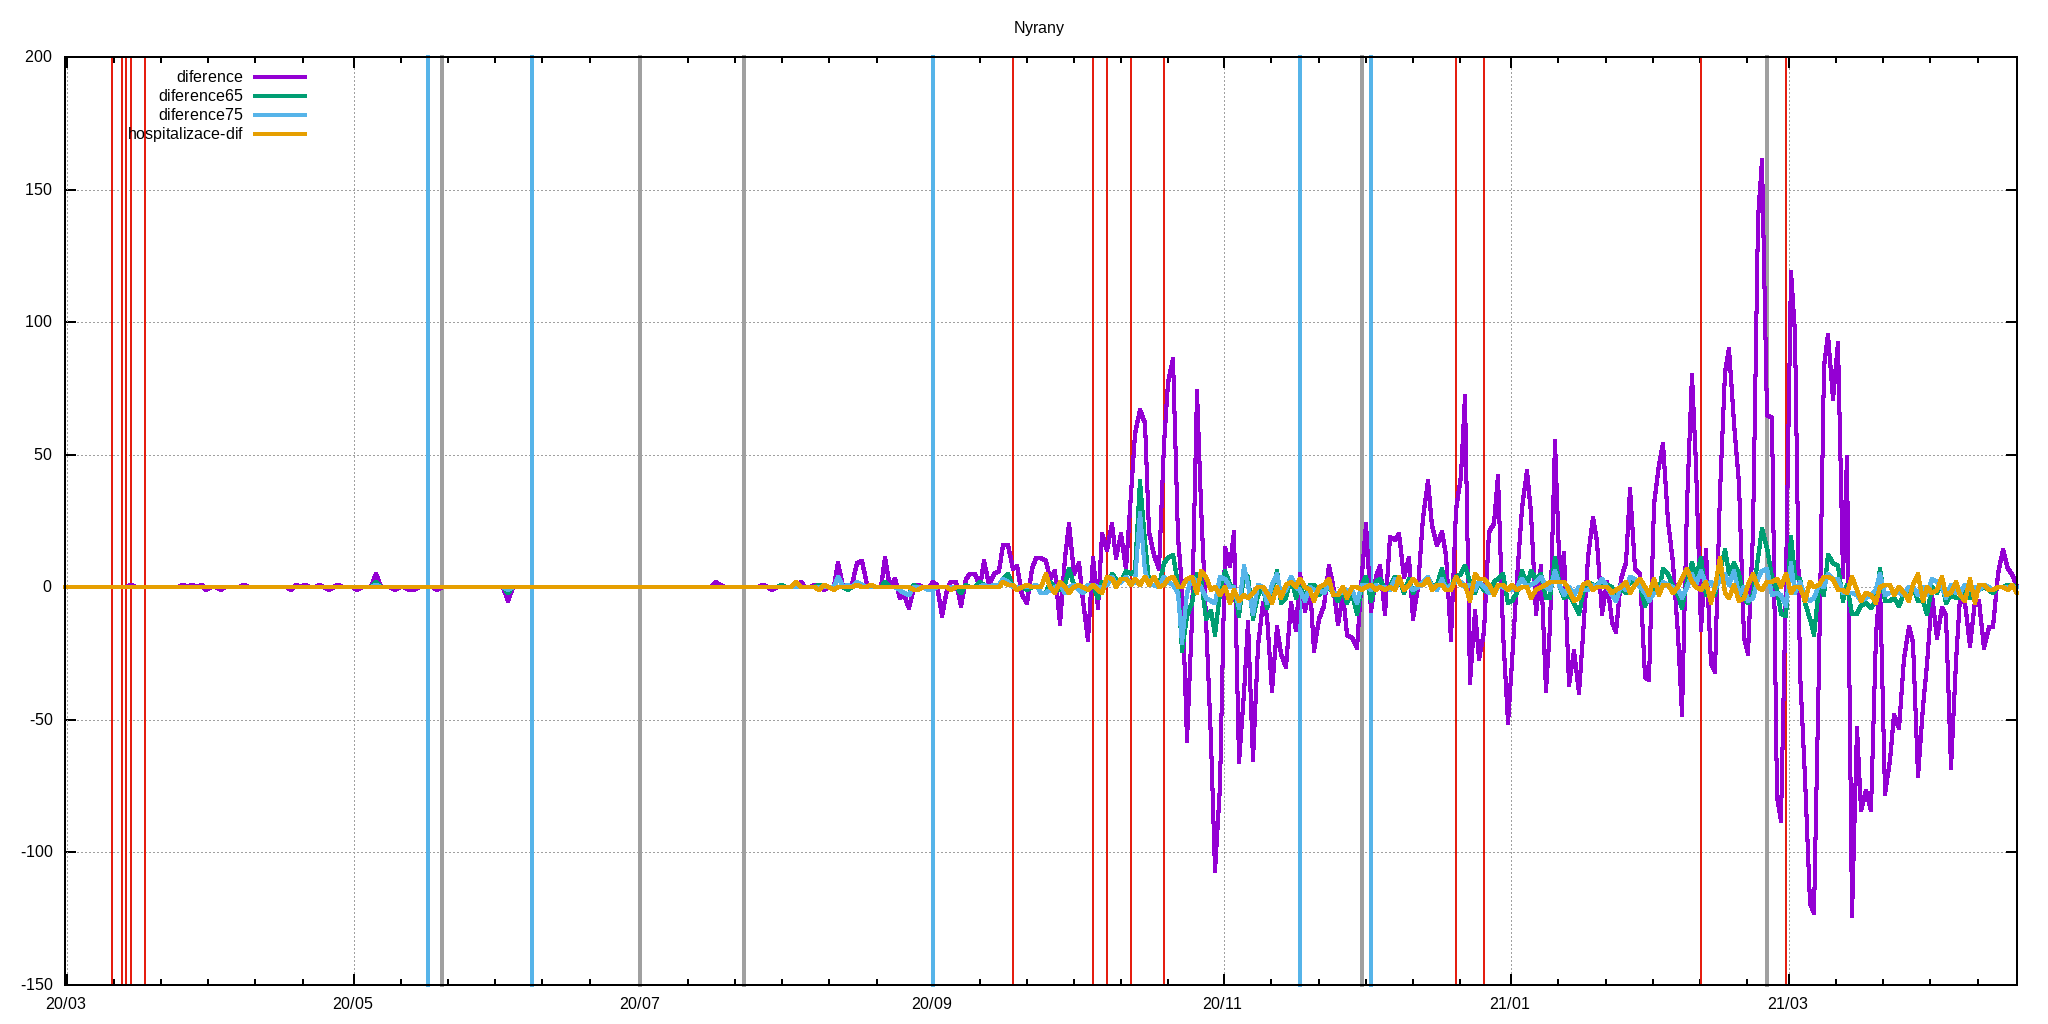 Nyrany
200
diference
diference65
diference75
hospitalizace-dif
150
100
50
0
-50
-100
-150
20/03 20/05 20/07 20/09 20/11 21/01 21/03